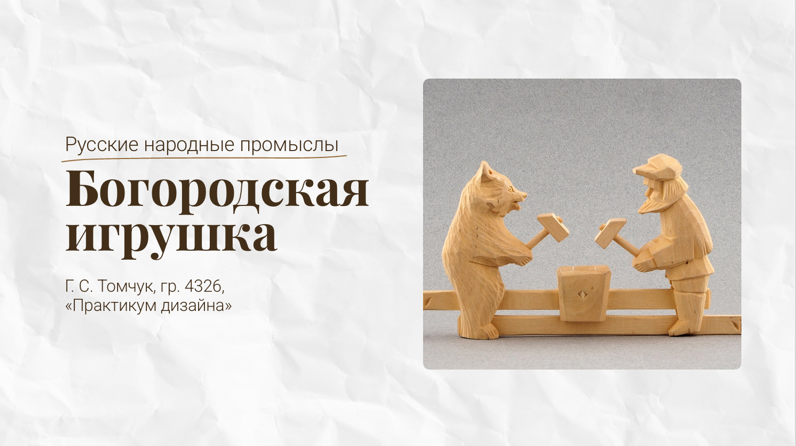 Русские народные промыслы
Богородская
игрушка
Г. С. Томчук, гр. 4326,
«Практикум дизайна»